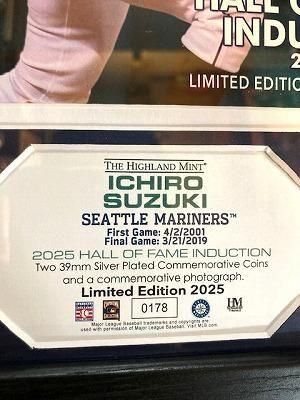 HALL O
INDU
2
LIMITED EDITION
THE HIGHLAND MINT®
ICHIRO
SUZUKI
SEATTLE MARINERS™
First Game: 4/2/2001
Final Game: 3/21/2019
2025 HALL OF FAME INDUCTION
Two 39mm Silver Plated Commemorative Coins
and a commemorative photograph.
Limited Edition 2025
0178
HM
Major League Baseball trademarks and copyrights are
used with permission of Major League Baseball. Visit MLB.com.